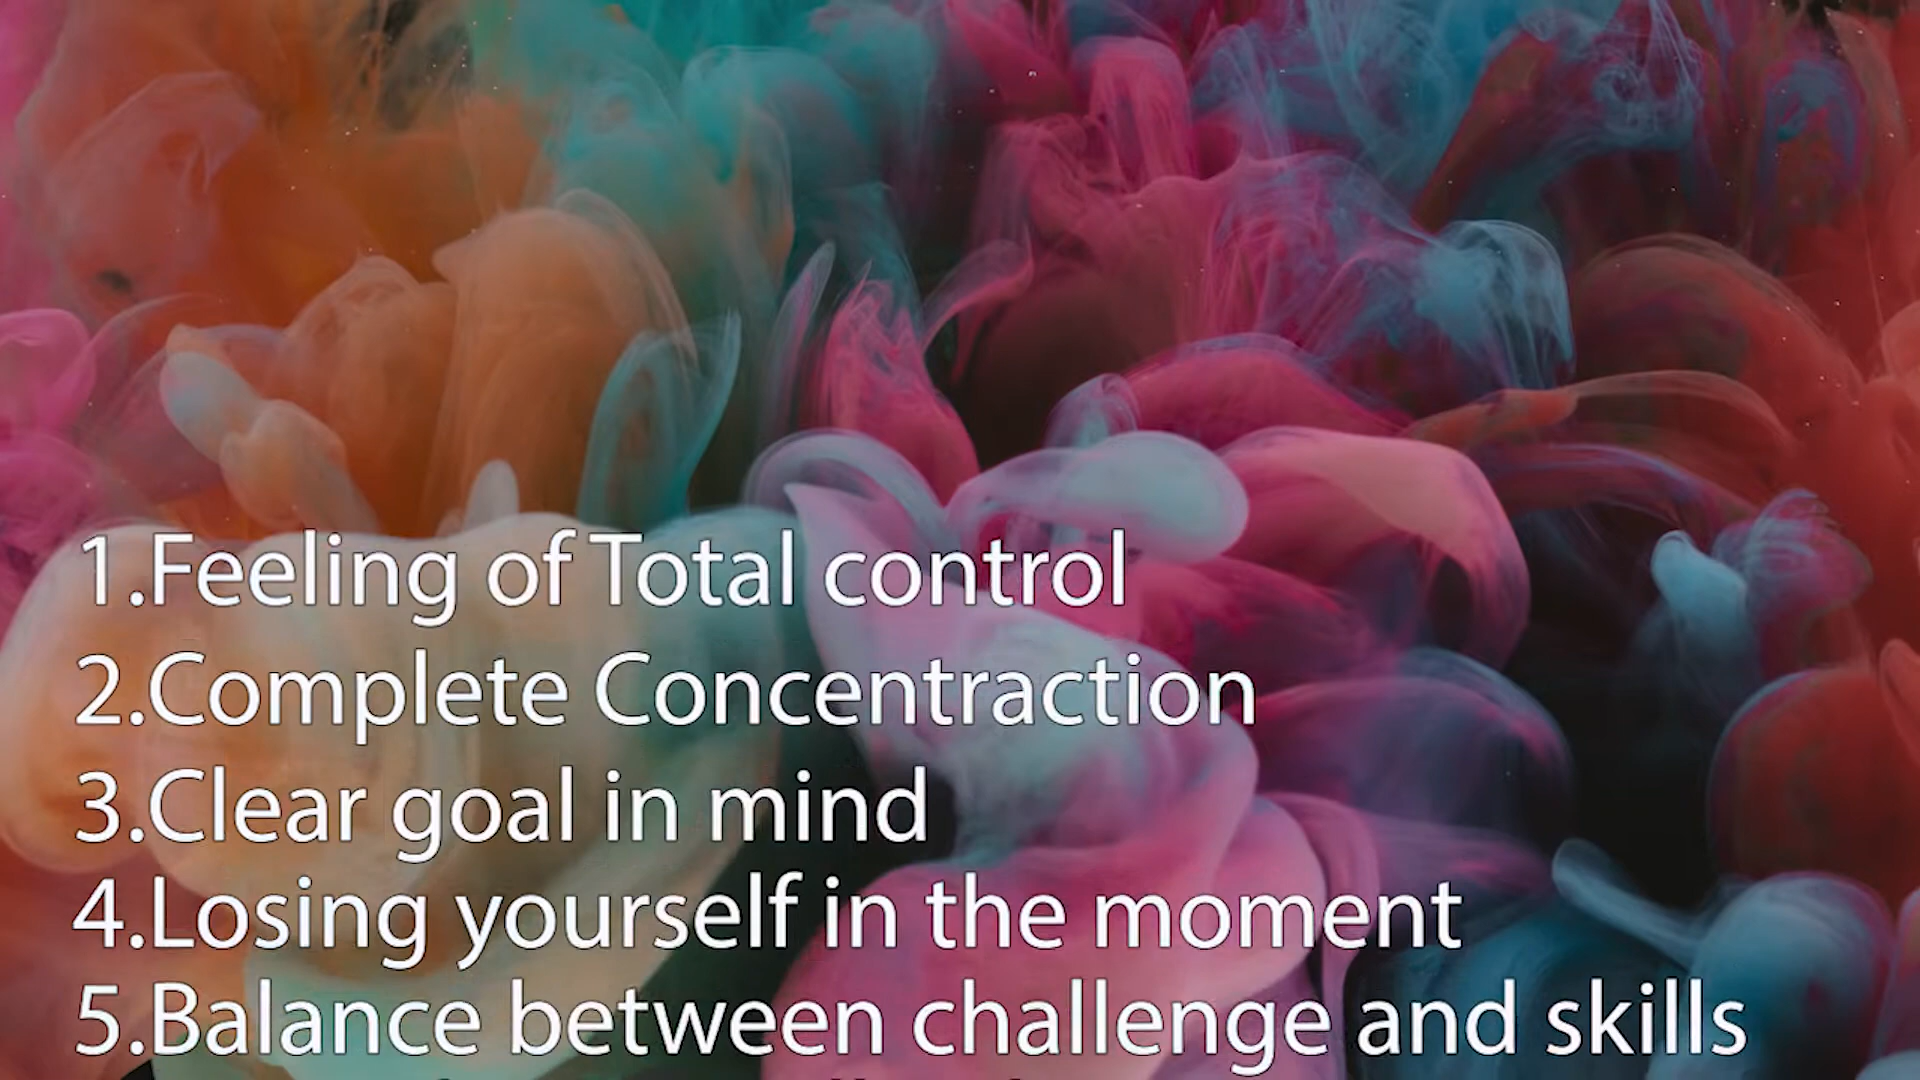 1.Feeling of Total control
2.Complete Concentraction
3.Clear goal in mind
4.Losing yourself in the moment
5.Balance between challenge and skills